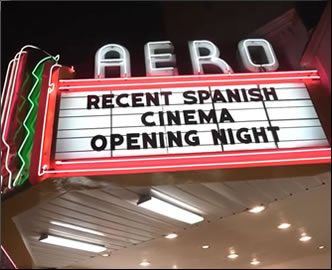 AERO
RECENT SPANISH
CINEMA
OPENING NIGHT